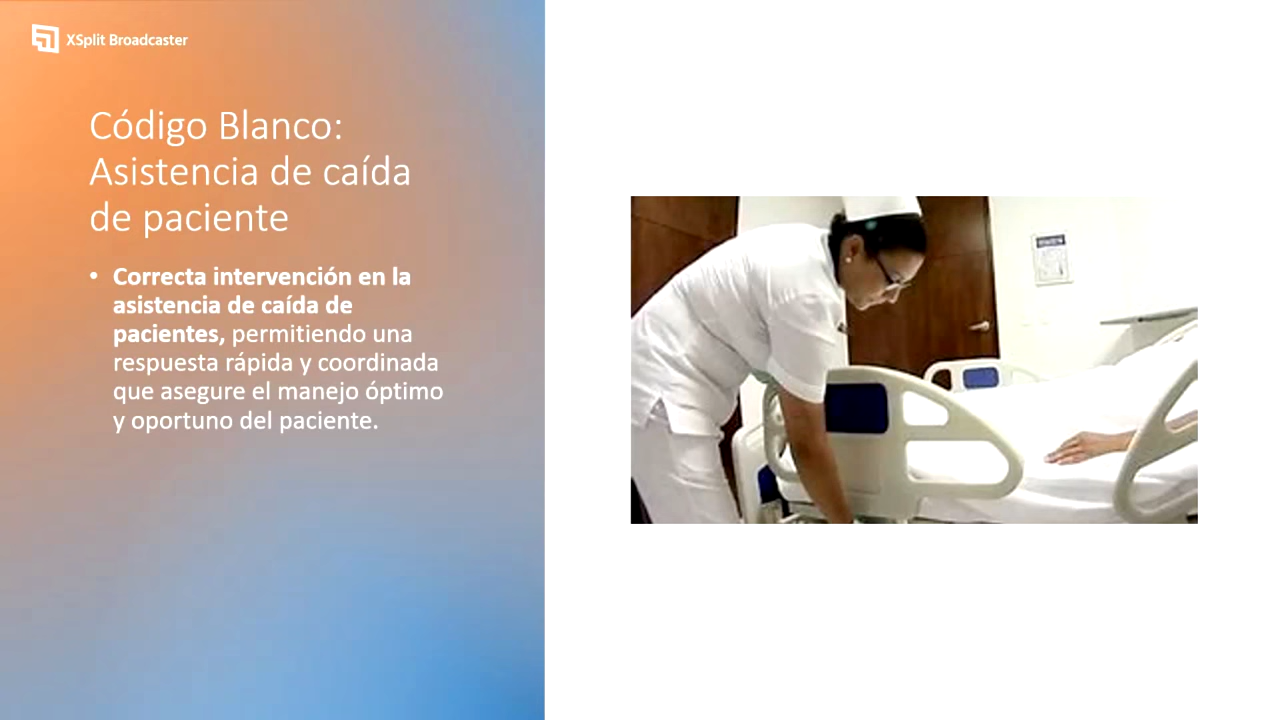 XSplit Broadcaster
Código Blanco:
Asistencia de caída
de paciente
• Correcta intervención en la
asistencia de caída de
pacientes, permitiendo una
respuesta rápida y coordinada
que asegure el manejo óptimo
y oportuno del paciente.